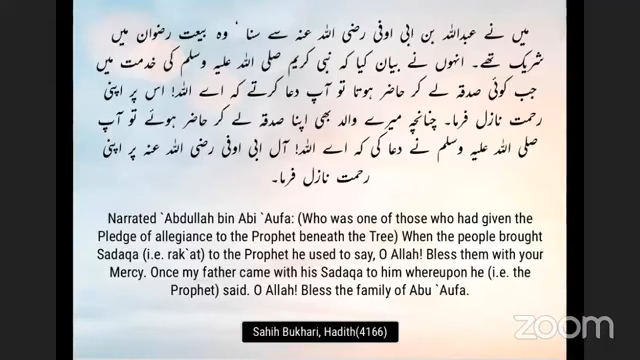 میں نے عبداللہ بن ابی اوفی رضی اللہ عنہ سے سنا ‘ وہ بیعت رضوان میں
شریک تھے۔ انہوں نے بیان کیا کہ نبی کریم صلی اللہ علیہ وسلم کی خدمت میں
جب کوئی صدقہ لے کر حاضر ہوتا تو آپ دعا کرتے کہ اے اللہ! اس پر اپنی
رحمت نازل فرما۔ چنانچہ میرے والد بھی اپنا صدقہ لے کر حاضر ہوئے تو آپ
صلی اللہ علیہ وسلم نے دعا کی کہ اے اللہ! آل ابی اوفی رضی اللہ عنہ پر اپنی
رحمت نازل فرما۔
Narrated `Abdullah bin Abi `Aufa: (Who was one of those who had given the
Pledge of allegiance to the Prophet beneath the Tree) When the people brought
Sadaqa (i.e. rak`at) to the Prophet he used to say, O Allah! Bless them with your
Mercy. Once my father came with his Sadaqa to him whereupon he (i.e. the
Prophet) said. O Allah! Bless the family of Abu `Aufa.
Sahih Bukhari, Hadith(4166)
zoom